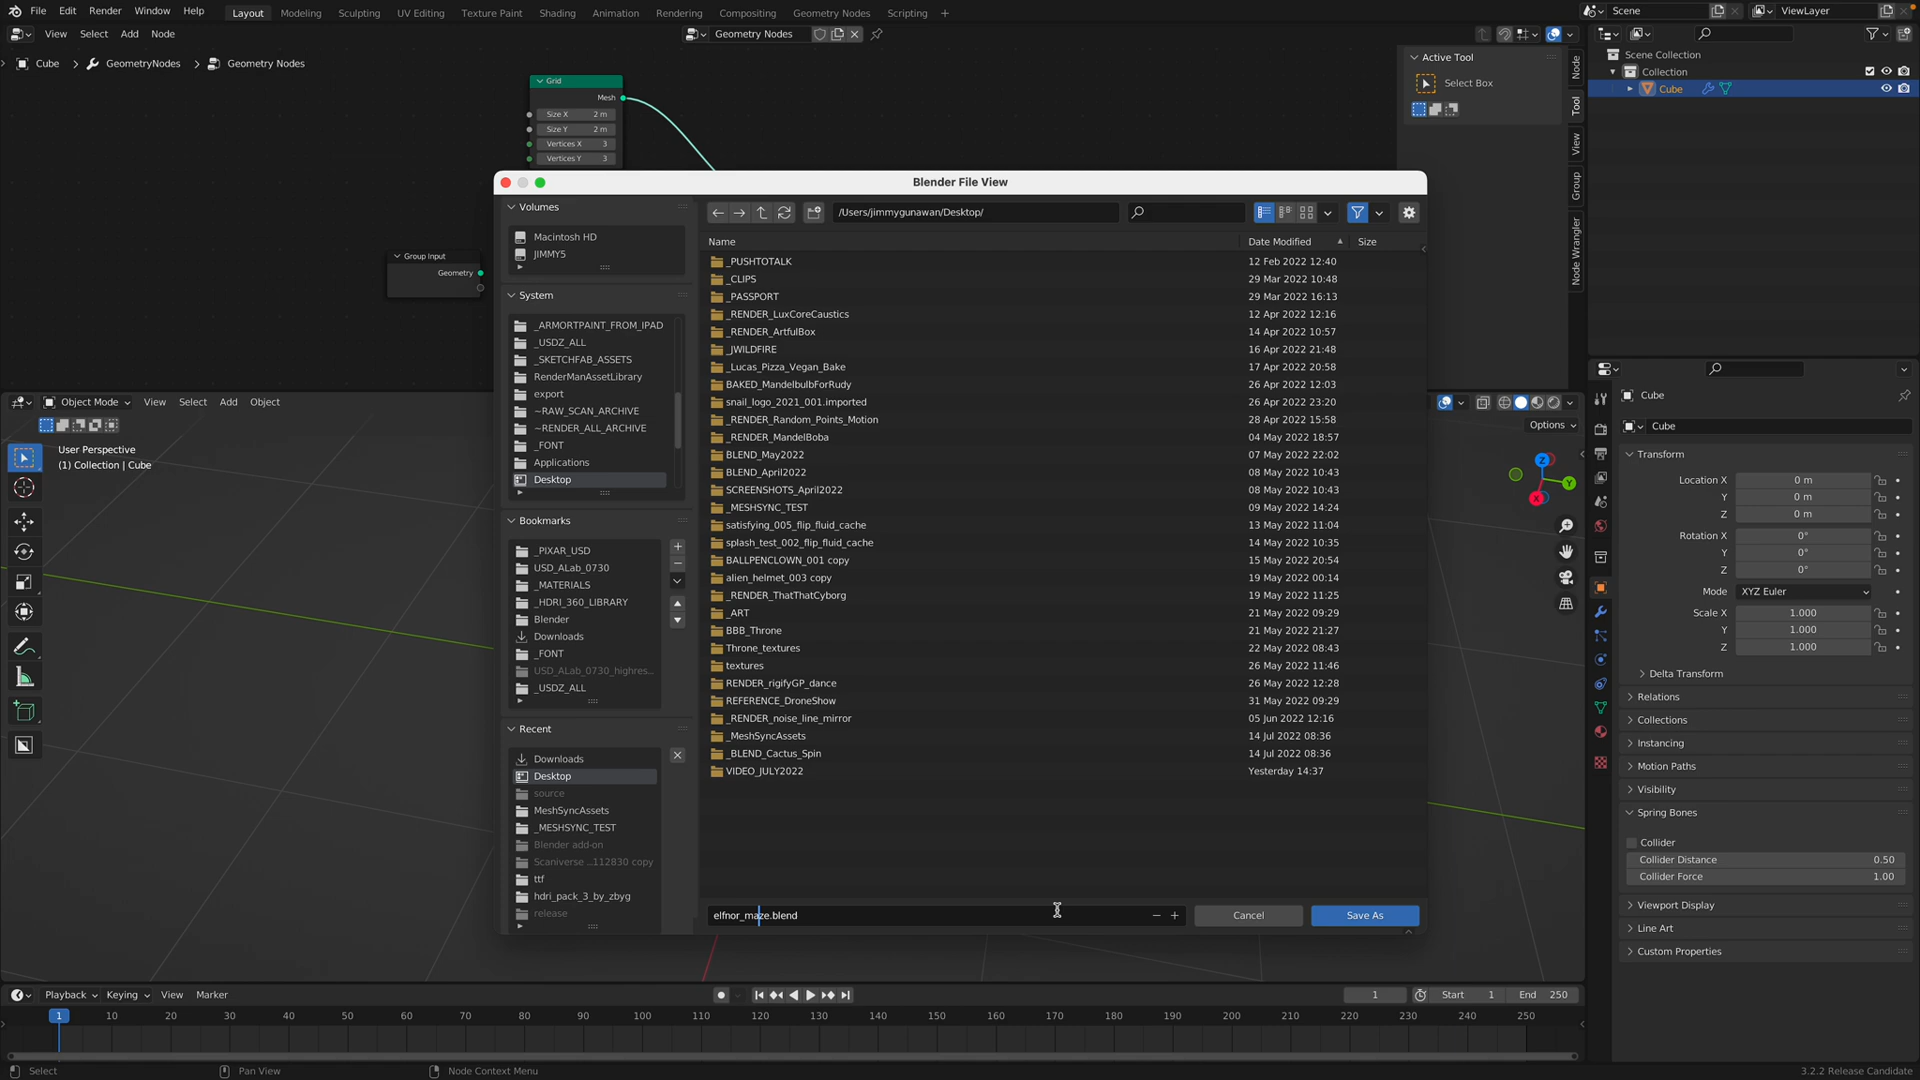 File Edit Render Window Help Layout Modeling Sculpting UV Editing Texture Paint Shading Animation Rendering Compositing Geometry Nodes Scripting + Scene ViewLayer
View Select Add Node Geometry Nodes
Cube > GeometryNodes > Geometry Nodes
Grid
Mesh
Size X 2 m
Size Y 2 m
Vertices X 3
Vertices Y 3
Group Input
Geometry
Active Tool
Select Box
Node
Tool
View
Group
Node Wrangler
Scene Collection
Collection
Cube
Blender File View
Volumes
Macintosh HD
JIMMY5
System
_ARMORTPAINT_FROM_IPAD
_USDZ_ALL
_SKETCHFAB_ASSETS
RenderManAssetLibrary
export
~RAW_SCAN_ARCHIVE
~RENDER_ALL_ARCHIVE
_FONT
Applications
Desktop
Bookmarks
_PIXAR_USD
USD_ALab_0730
_MATERIALS
_HDRI_360_LIBRARY
Blender
Downloads
_FONT
USD_ALab_0730_highres...
_USDZ_ALL
Recent
Downloads
Desktop
source
MeshSyncAssets
_MESHSYNC_TEST
Blender add-on
Scaniverse ...112830 copy
ttf
hdri_pack_3_by_zbyg
release
/Users/jimmygunawan/Desktop/
Name Date Modified Size
_PUSHTOTALK 12 Feb 2022 12:40
_CLIPS 29 Mar 2022 10:48
_PASSPORT 29 Mar 2022 16:13
_RENDER_LuxCoreCaustics 12 Apr 2022 12:16
_RENDER_ArtfulBox 14 Apr 2022 10:57
_JWILDFIRE 16 Apr 2022 21:48
_Lucas_Pizza_Vegan_Bake 17 Apr 2022 20:58
BAKED_MandelbulbForRudy 26 Apr 2022 12:03
snail_logo_2021_001.imported 26 Apr 2022 23:20
_RENDER_Random_Points_Motion 28 Apr 2022 15:58
_RENDER_MandelBoba 04 May 2022 18:57
BLEND_May2022 07 May 2022 22:02
BLEND_April2022 08 May 2022 10:43
SCREENSHOTS_April2022 08 May 2022 10:43
_MESHSYNC_TEST 09 May 2022 14:24
satisfying_005_flip_fluid_cache 13 May 2022 11:04
splash_test_002_flip_fluid_cache 14 May 2022 10:35
BALLPENCLOWN_001 copy 15 May 2022 20:54
alien_helmet_003 copy 19 May 2022 00:14
_RENDER_ThatThatCyborg 19 May 2022 11:25
_ART 21 May 2022 09:29
BBB_Throne 21 May 2022 21:27
Throne_textures 22 May 2022 08:43
textures 26 May 2022 11:46
RENDER_rigifyGP_dance 26 May 2022 12:28
REFERENCE_DroneShow 31 May 2022 09:29
_RENDER_noise_line_mirror 05 Jun 2022 12:16
_MeshSyncAssets 14 Jul 2022 08:36
_BLEND_Cactus_Spin 14 Jul 2022 08:36
VIDEO_JULY2022 Yesterday 14:37
elfnor_maze.blend − + Cancel Save As
Object Mode View Select Add Object
User Perspective
(1) Collection | Cube
Options
Z
Y
X
Cube
Cube
Transform
Location X 0 m
Y 0 m
Z 0 m
Rotation X 0°
Y 0°
Z 0°
Mode XYZ Euler
Scale X 1.000
Y 1.000
Z 1.000
Delta Transform
Relations
Collections
Instancing
Motion Paths
Visibility
Spring Bones
Collider
Collider Distance 0.50
Collider Force 1.00
Viewport Display
Line Art
Custom Properties
Playback Keying View Marker 1 Start 1 End 250
1 10 20 30 40 50 60 70 80 90 100 110 120 130 140 150 160 170 180 190 200 210 220 230 240 250
Select Pan View Node Context Menu 3.2.2 Release Candidate